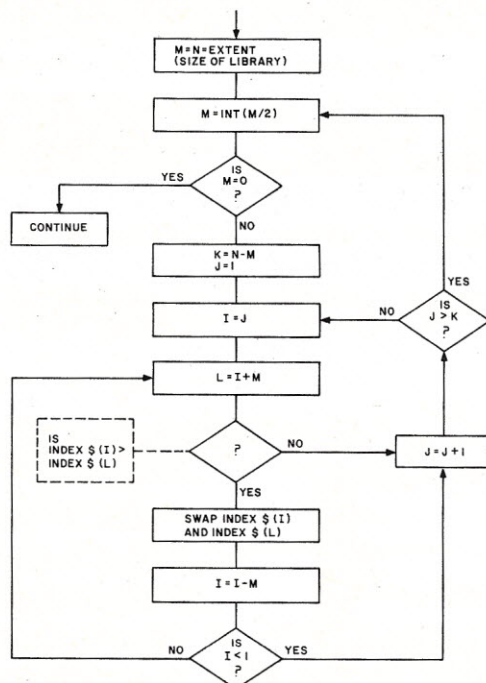 M=N=EXTENT
(SIZE OF LIBRARY)
M=INT(M/2)
IS
M=0
?
YES
NO
CONTINUE
K=N-M
J=1
I=J
NO
IS
J>K
?
YES
L=I+M
IS
INDEX $(I)>
INDEX $(L)
?
NO
YES
J=J+1
SWAP INDEX $(I)
AND INDEX $(L)
I=I-M
IS
I<1
?
NO
YES